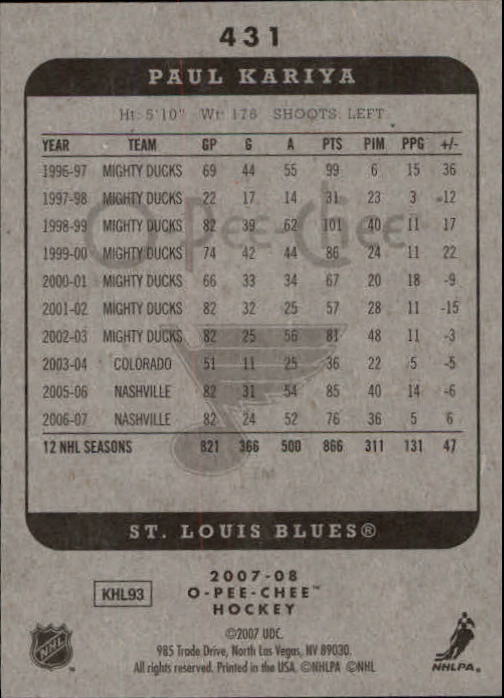 431
PAUL KARIYA
Ht: 5'10" Wt: 178 SHOOTS: LEFT
YEAR TEAM GP G A PTS PIM PPG +/-
1996-97 MIGHTY DUCKS 69 44 55 99 6 15 36
1997-98 MIGHTY DUCKS 22 17 14 31 23 3 -12
1998-99 MIGHTY DUCKS 82 39 62 101 40 11 17
1999-00 MIGHTY DUCKS 74 42 44 86 24 11 22
2000-01 MIGHTY DUCKS 66 33 34 67 20 18 -9
2001-02 MIGHTY DUCKS 82 32 25 57 28 11 -15
2002-03 MIGHTY DUCKS 82 25 56 81 48 11 -3
2003-04 COLORADO 51 11 25 36 22 5 -5
2005-06 NASHVILLE 82 31 54 85 40 14 -6
2006-07 NASHVILLE 82 24 52 76 36 5 6
12 NHL SEASONS 821 366 500 866 311 131 47
O-Pee-Chee
ST. LOUIS BLUES®
KHL93
2007-08
O-PEE-CHEE™
HOCKEY
©2007 UDC.
985 Trade Drive, North Las Vegas, NV 89030.
All rights reserved. Printed in the USA. ©NHLPA ©NHL
NHL
NHLPA®